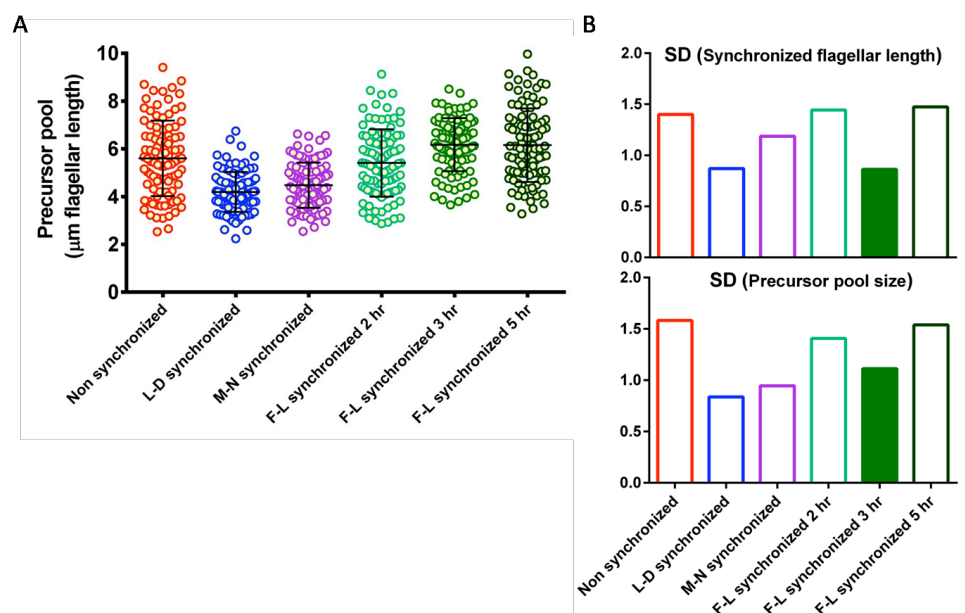 A
Precursor pool
(μm flagellar length)
10
8
6
4
2
0
Non synchronized
L-D synchronized
M-N synchronized
F-L synchronized 2 hr
F-L synchronized 3 hr
F-L synchronized 5 hr
B
SD (Synchronized flagellar length)
2.0
1.5
1.0
0.5
0.0
SD (Precursor pool size)
2.0
1.5
1.0
0.5
0.0
Non synchronized
L-D synchronized
M-N synchronized
F-L synchronized 2 hr
F-L synchronized 3 hr
F-L synchronized 5 hr